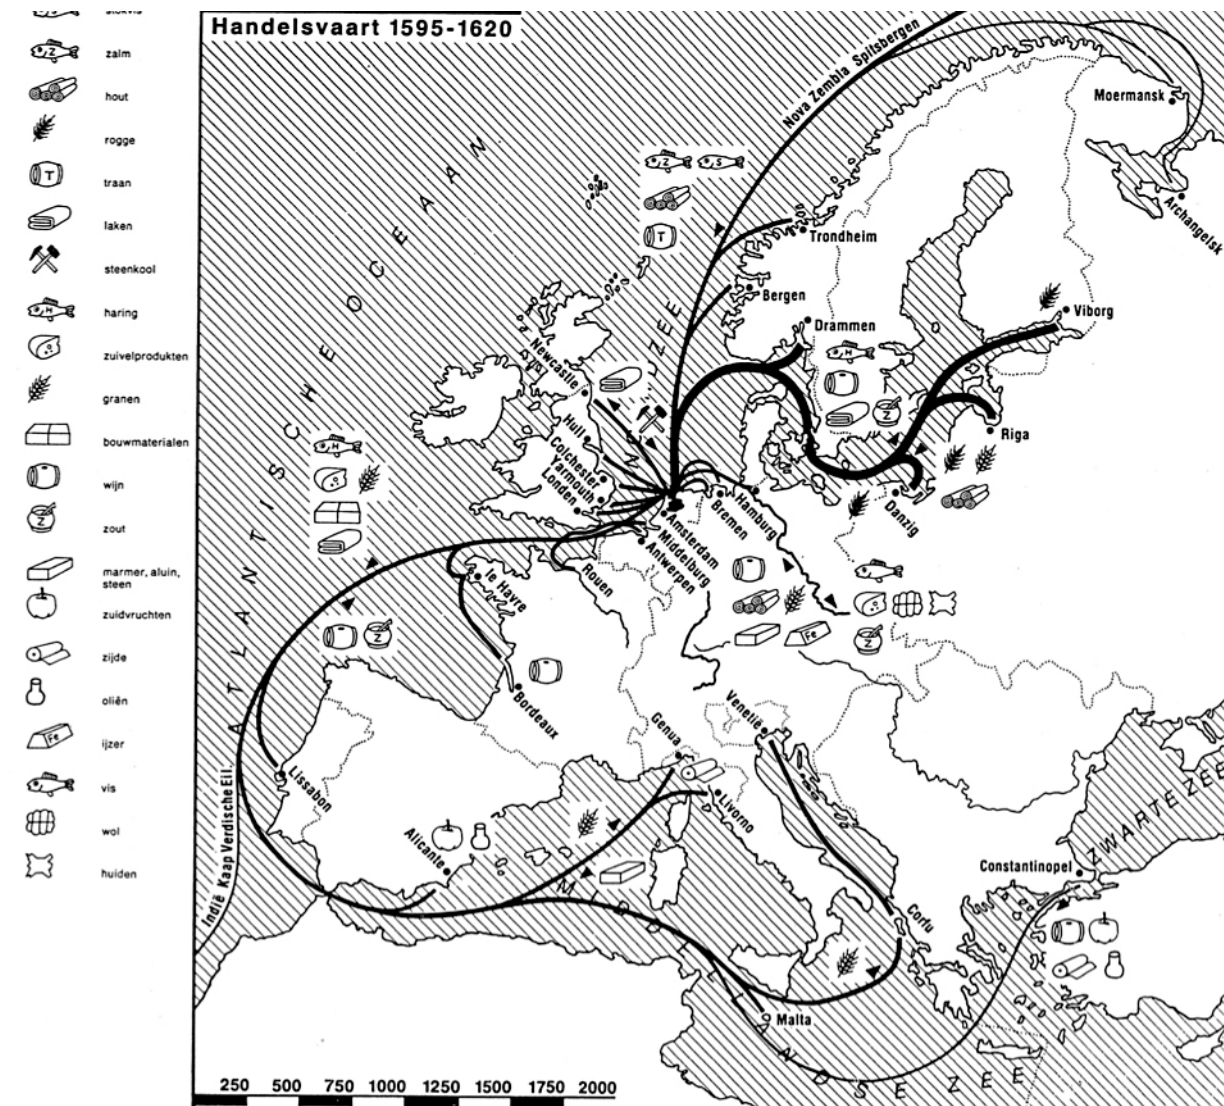 stokvis
zalm
hout
rogge
traan
laken
steenkool
haring
zuivelprodukten
granen
bouwmaterialen
wijn
zout
marmer, aluin,
steen
zuidvruchten
zijde
oliën
ijzer
vis
wol
huiden
Handelsvaart 1595-1620
Nova Zembla Spitsbergen
Moermansk
Archangelsk
Z
S
T
Trondheim
Bergen
Drammen
Viborg
Riga
Danzig
ATLANTISCHE OCEAAN
NOORDZEE
Newcastle
Hull
Colchester
Yarmouth
Londen
Hamburg
Bremen
Amsterdam
Middelburg
Antwerpen
Rouen
le Havre
Bordeaux
Lissabon
Alicante
Genua
Livorno
Venetië
Corfu
Malta
Constantinopel
ZWARTE ZEE
MIDDELLANDSE ZEE
Indië Kaap Verdische Eil.
H
Z
Fe
250 500 750 1000 1250 1500 1750 2000